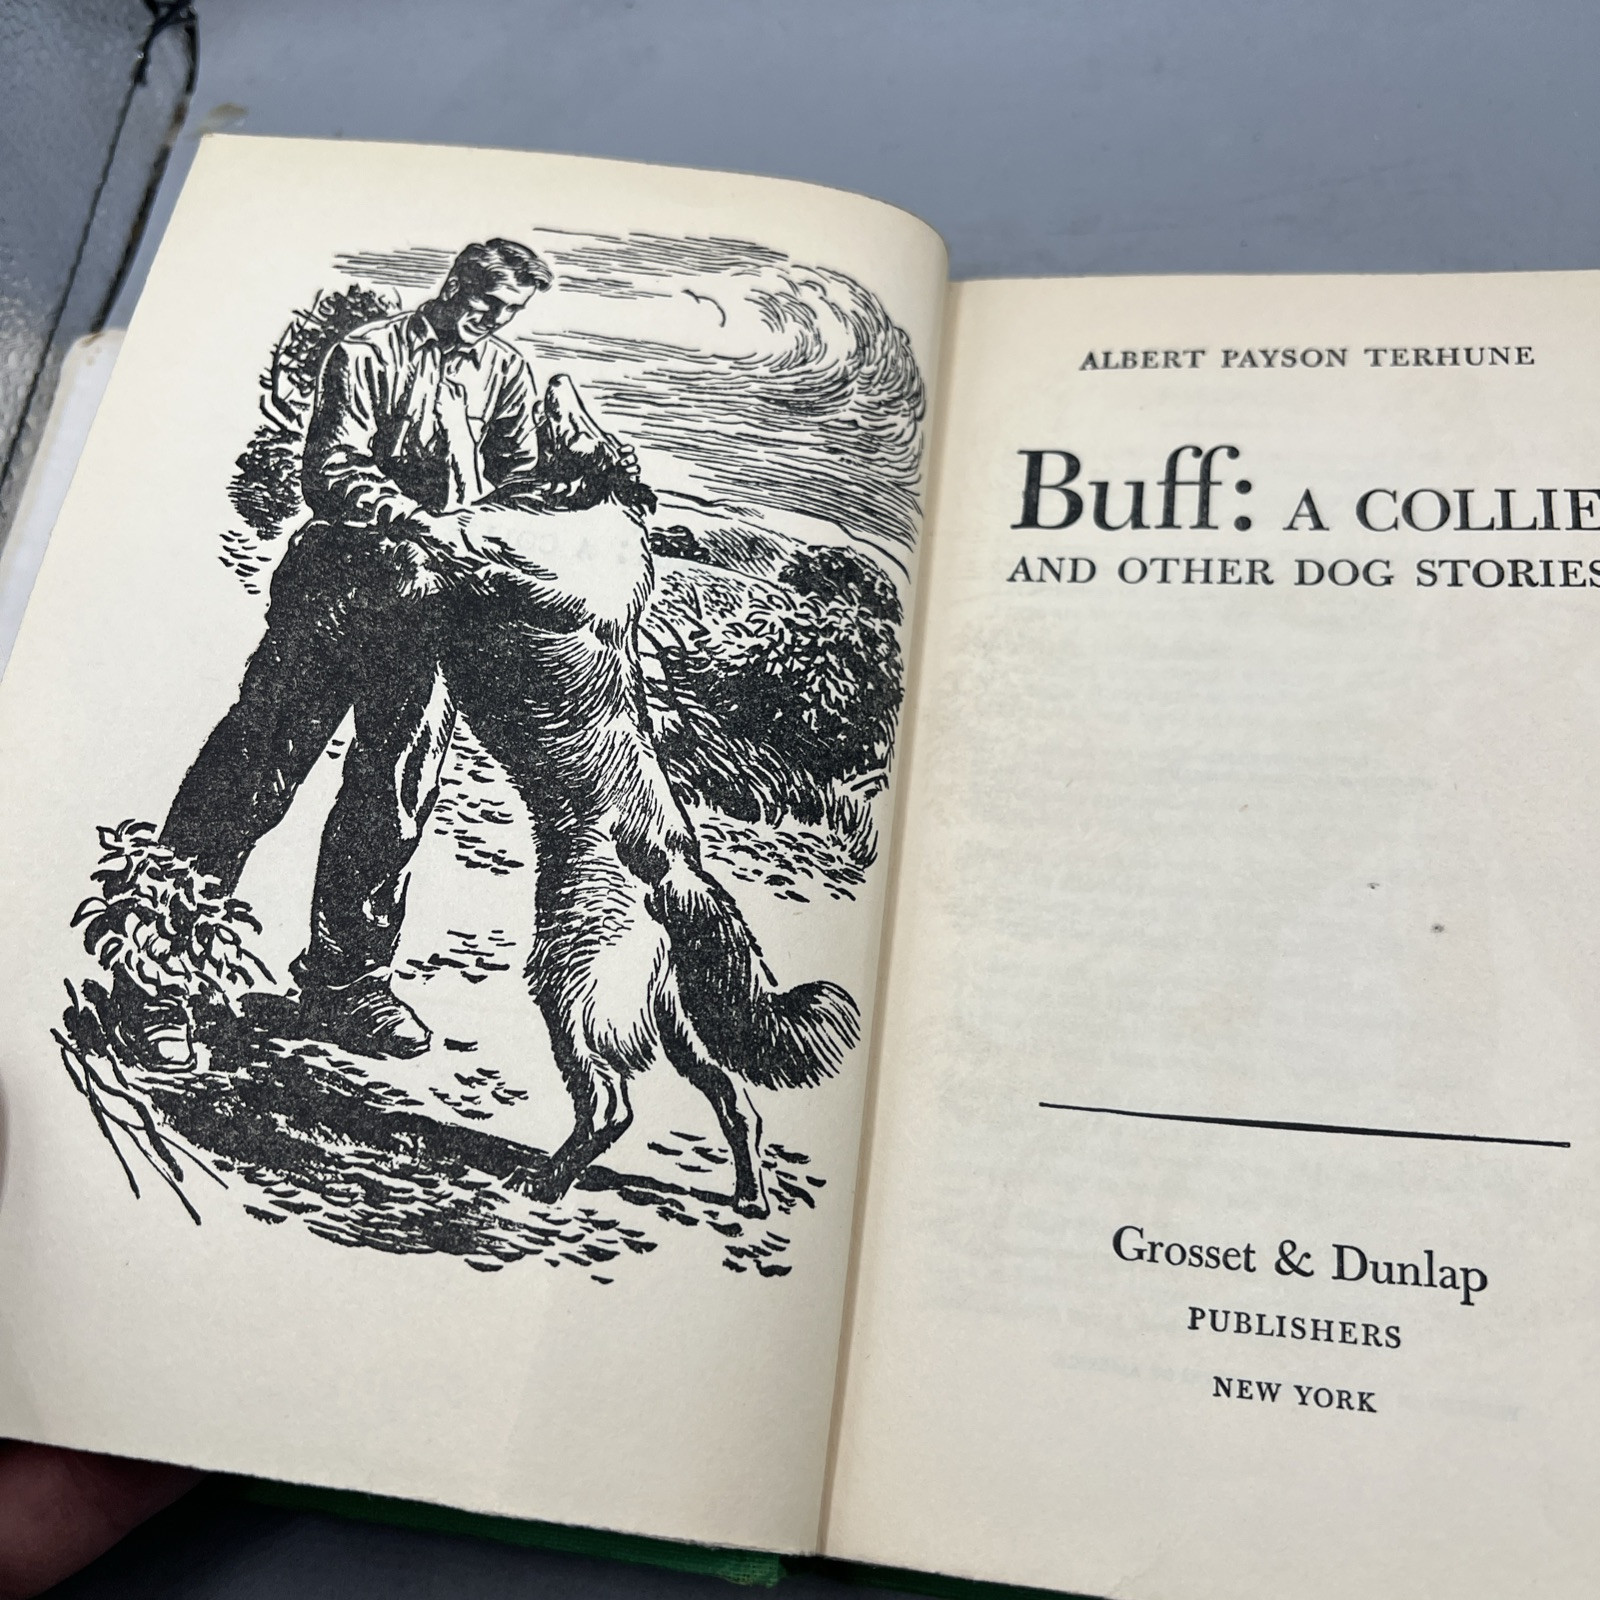 ALBERT PAYSON TERHUNE
Buff: A COLLIE
AND OTHER DOG STORIES
Grosset & Dunlap
PUBLISHERS
NEW YORK